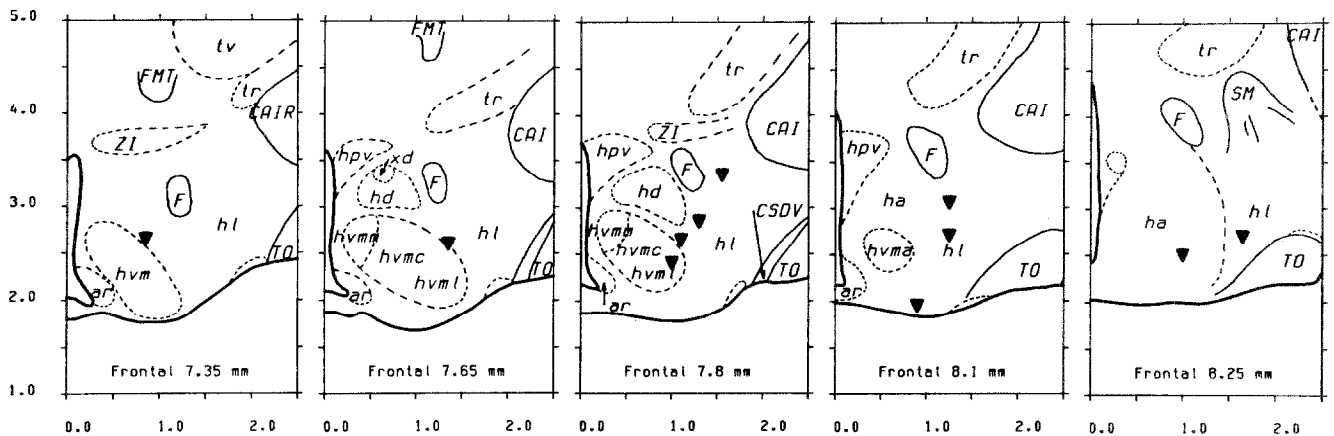 5.0
4.0
3.0
2.0
1.0
tv
FMT
tr
CAIR
ZI
F
hvm
ar
TO
Frontal 7.35 mm
0.0 1.0 2.0
FMT
tr
CAI
hpv
xd
F
hd
hl
hvmm
hvmc
hvml
ar
TO
Frontal 7.65 mm
0.0 1.0 2.0
tr
ZI
CAI
hpv
F
hd
hvmm
hvmc
hvml
hl
CSDV
TO
ar
Frontal 7.8 mm
0.0 1.0 2.0
tr
CAI
hpv
F
ha
hvma
hl
ar
TO
Frontal 8.1 mm
0.0 1.0 2.0
CAI
tr
SM
F
ha
hl
TO
Frontal 8.25 mm
0.0 1.0 2.0